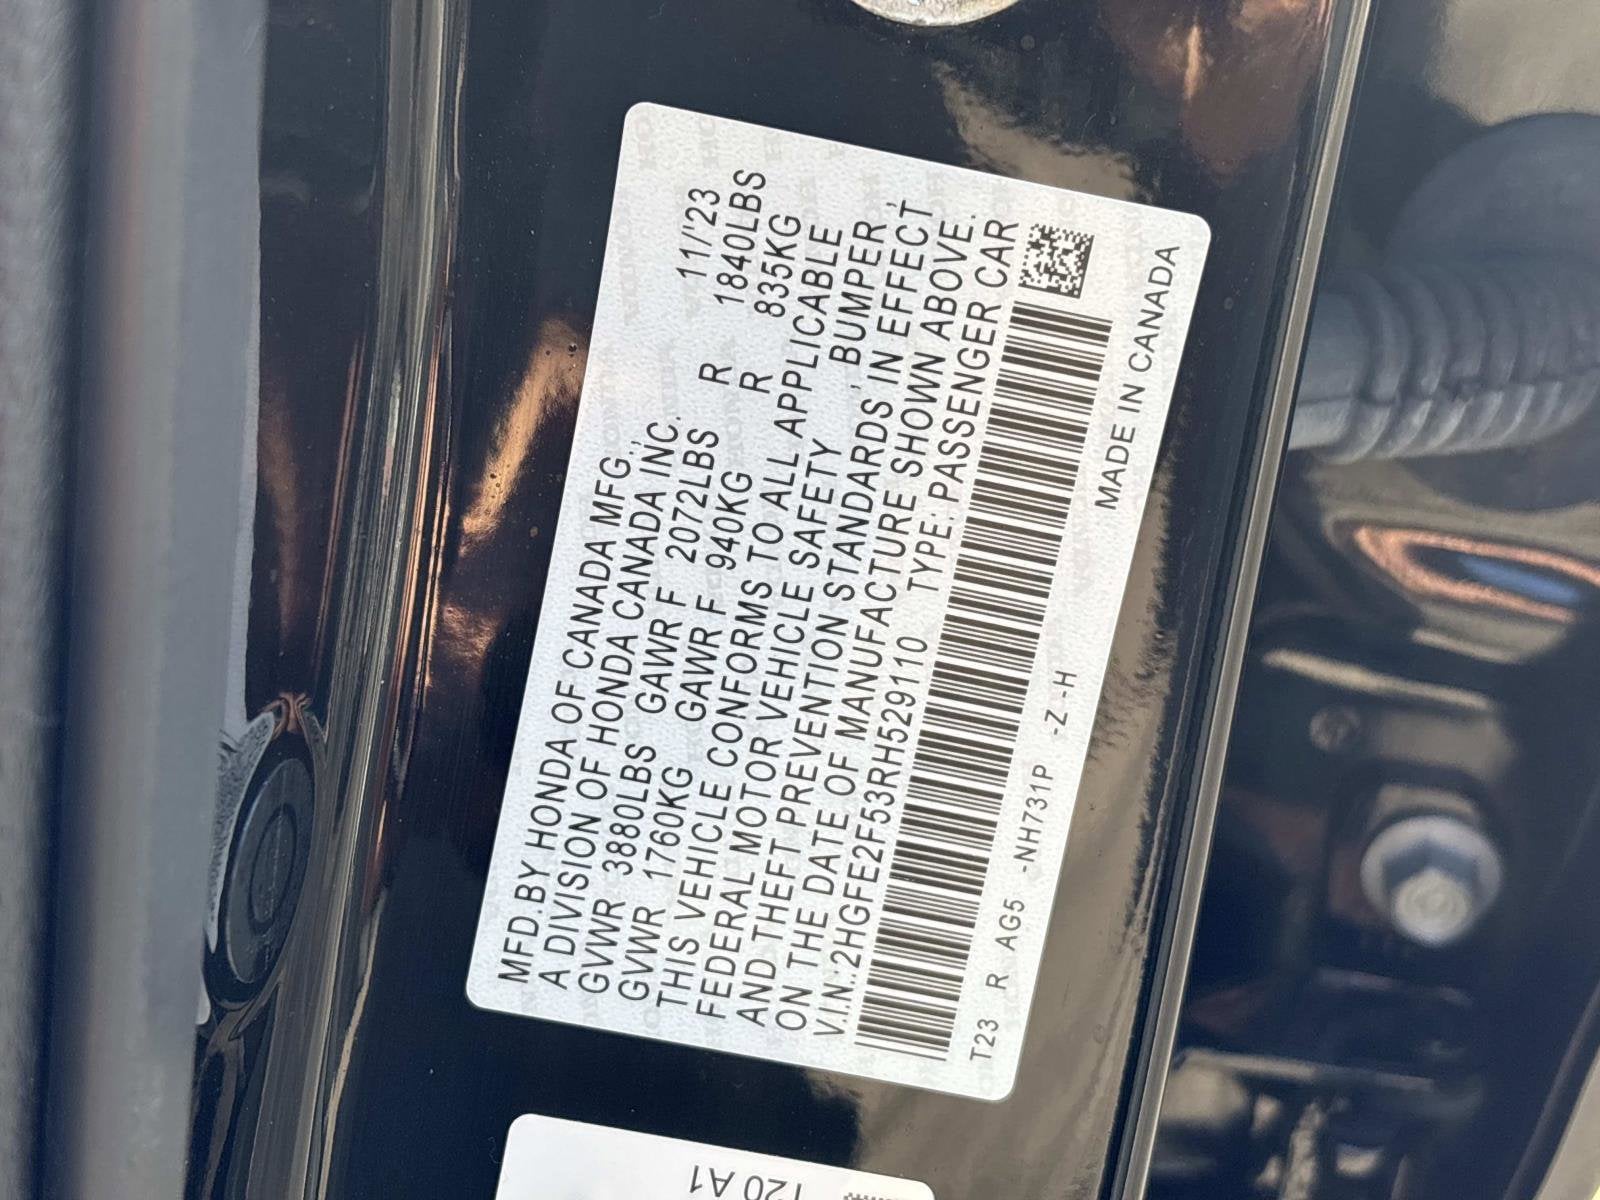 MFD.BY HONDA OF CANADA MFG., 11/'23
A DIVISION OF HONDA CANADA INC.
GVWR 3880LBS GAWR F 2072LBS R 1840LBS
GVWR 1760KG GAWR F 940KG R 835KG
THIS VEHICLE CONFORMS TO ALL APPLICABLE
FEDERAL MOTOR VEHICLE SAFETY , BUMPER ,
AND THEFT PREVENTION STANDARDS IN EFFECT
ON THE DATE OF MANUFACTURE SHOWN ABOVE.
V.I.N.:2HGFE2F53RH529110 TYPE: PASSENGER CAR
T23 R AG5 -NH731P -Z -H MADE IN CANADA
T20 A1